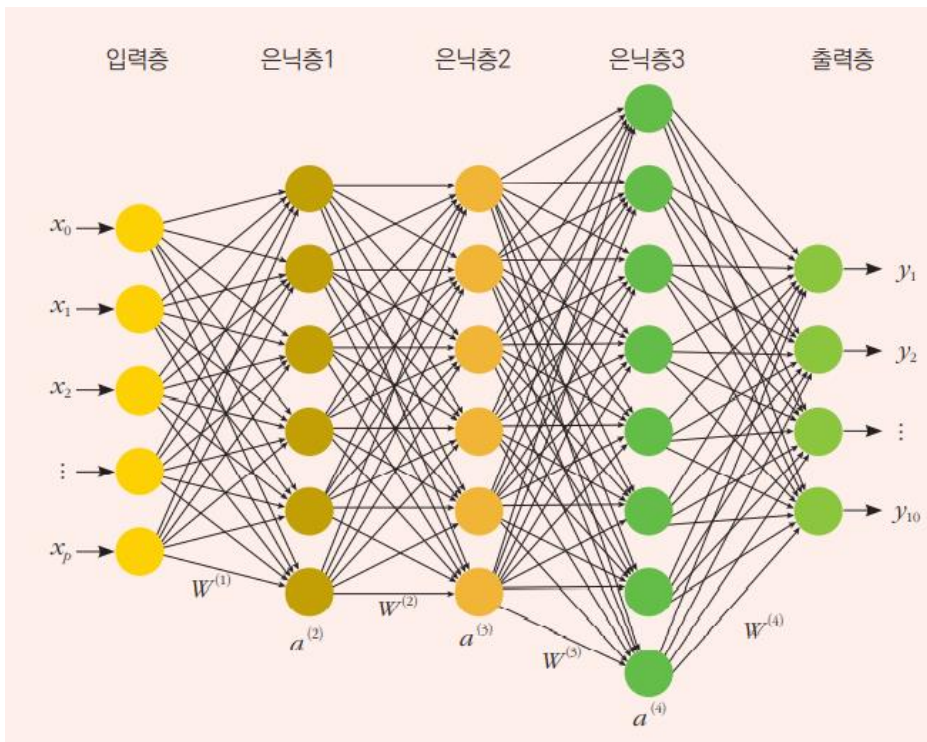 입력층 은닉층1 은닉층2 은닉층3 출력층
x₀
x₁
x₂
⋮
xₚ
y₁
y₂
⋮
y₁₀
W⁽¹⁾
W⁽²⁾
W⁽³⁾
W⁽⁴⁾
a⁽²⁾
a⁽³⁾
a⁽⁴⁾